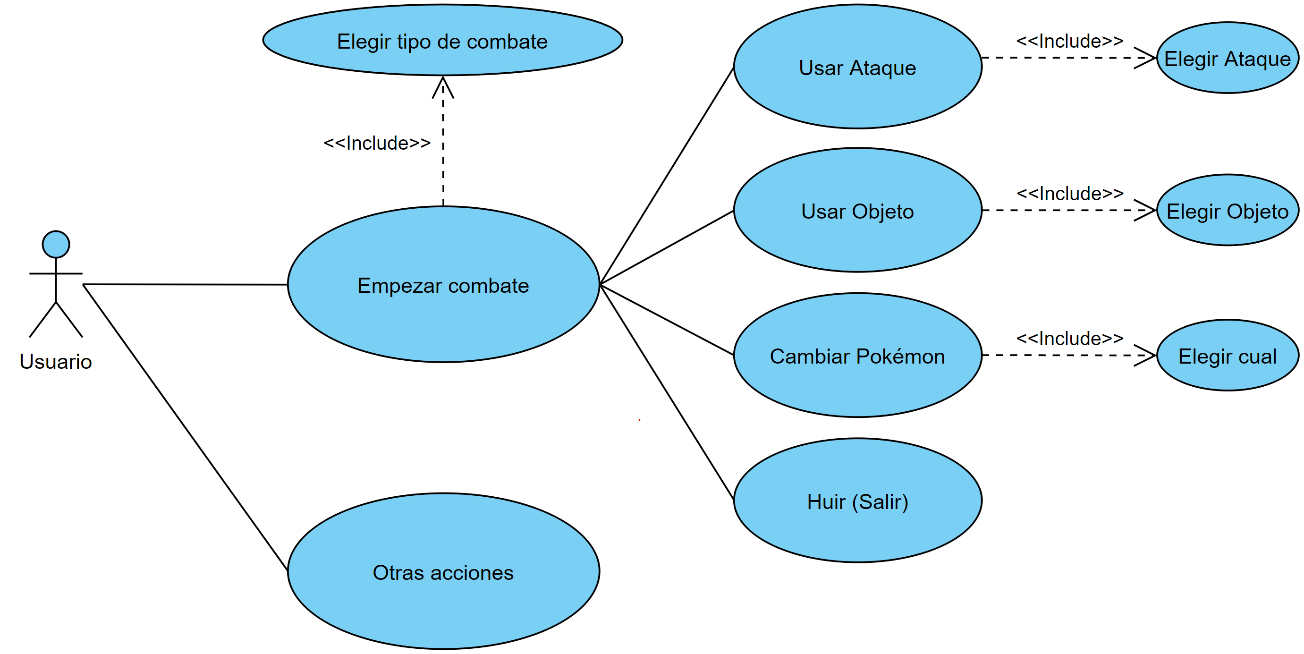 Elegir tipo de combate
<<Include>>
Usuario
Empezar combate
Otras acciones
Usar Ataque
<<Include>>
Elegir Ataque
Usar Objeto
<<Include>>
Elegir Objeto
Cambiar Pokémon
<<Include>>
Elegir cual
Huir (Salir)